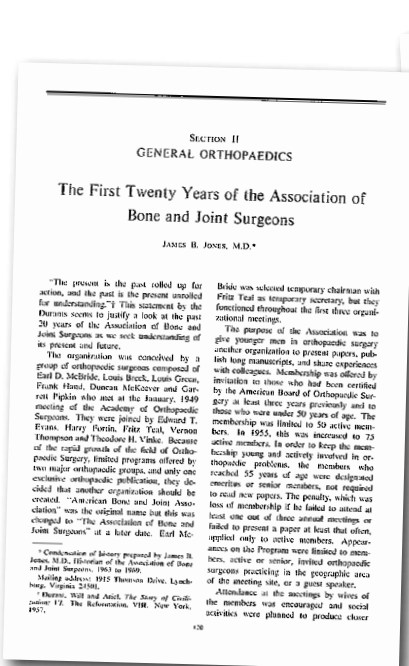 SECTION II
GENERAL ORTHOPAEDICS
The First Twenty Years of the Association of
Bone and Joint Surgeons
JAMES B. JONES, M.D.*
"The present is the past rolled up for
action, and the past is the present unrolled
for understanding."† This statement by the
Durants seems to justify a look at the past
20 years of the Association of Bone and
Joint Surgeons as we seek understanding of
its present and future.
The organization was conceived by a
group of orthopaedic surgeons composed of
Earl D. McBride, Louis Breck, Louis Green,
Frank Hand, Duncan McKeever and Gar-
rett Pipkin who met at the January, 1949
meeting of the Academy of Orthopaedic
Surgeons. They were joined by Edward T.
Evans, Harry Fortin, Fritz Teal, Vernon
Thompson and Theodore H. Vinke. Because
of the rapid growth of the field of Ortho-
paedic Surgery, limited programs offered by
two major orthopaedic groups, and only one
exclusive orthopaedic publication, they de-
cided that another organization should be
created. "American Bone and Joint Asso-
ciation" was the original name but this was
changed to "The Association of Bone and
Joint Surgeons" at a later date. Earl Mc-
* Condensation of history prepared by James B.
Jones, M.D., Historian of the Association of Bone
and Joint Surgeons, 1963 to 1969.
Mailing address: 1915 Thomson Drive, Lynch-
burg, Virginia 24501.
† Durant, Will and Ariel, The Story of Civili-
zation: VI. The Reformation, VIII. New York,
1957.
Bride was selected temporary chairman with
Fritz Teal as temporary secretary, but they
functioned throughout the first three organi-
zational meetings.
The purpose of the Association was to
give younger men in orthopaedic surgery
another organization to present papers, pub-
lish long manuscripts, and share experiences
with colleagues. Membership was offered by
invitation to those who had been certified
by the American Board of Orthopaedic Sur-
gery at least three years previously and to
those who were under 50 years of age. The
membership was limited to 50 active mem-
bers. In 1955, this was increased to 75
active members. In order to keep the mem-
bership young and actively involved in or-
thopaedic problems, the members who
reached 55 years of age were designated
emeritus or senior members, not required
to read new papers. The penalty, which was
loss of membership if he failed to attend at
least one out of three annual meetings or
failed to present a paper at least that often,
applied only to active members. Appear-
ances on the Program were limited to mem-
bers, active or senior, invited orthopaedic
surgeons practicing in the geographic area
of the meeting site, or a guest speaker.
Attendance at the meetings by wives of
the members was encouraged and social
activities were planned to produce closer